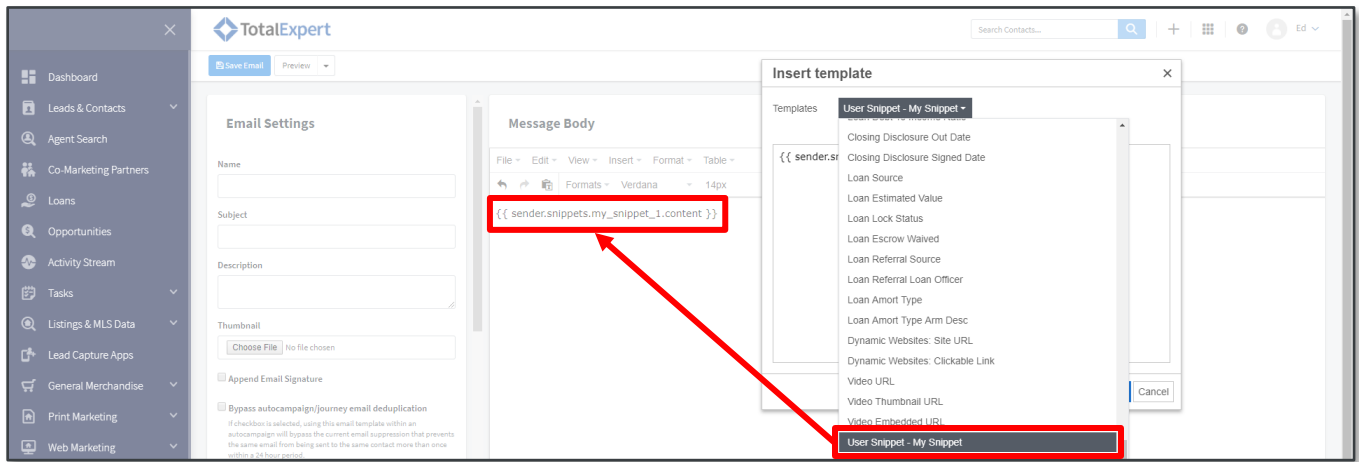 TotalExpert
Search Contacts...
Ed
Dashboard
Leads & Contacts
Agent Search
Co-Marketing Partners
Loans
Opportunities
Activity Stream
Tasks
Listings & MLS Data
Lead Capture Apps
General Merchandise
Print Marketing
Web Marketing
Save Email
Preview
Email Settings
Name
Subject
Description
Thumbnail
Choose File No file chosen
Append Email Signature
Bypass autocampaign/journey email deduplication
If checkbox is selected, using this email template within an
autocampaign will bypass the current email suppression that prevents
the same email from being sent to the same contact more than once
within a 24 hour period.
Message Body
File Edit View Insert Format Table
Formats Verdana 14px
{{ sender.snippets.my_snippet_1.content }}
Insert template
Templates
User Snippet - My Snippet
{{ sender.sn
Closing Disclosure Out Date
Closing Disclosure Signed Date
Loan Source
Loan Estimated Value
Loan Lock Status
Loan Escrow Waived
Loan Referral Source
Loan Referral Loan Officer
Loan Amort Type
Loan Amort Type Arm Desc
Dynamic Websites: Site URL
Dynamic Websites: Clickable Link
Video URL
Video Thumbnail URL
Video Embedded URL
User Snippet - My Snippet
Cancel